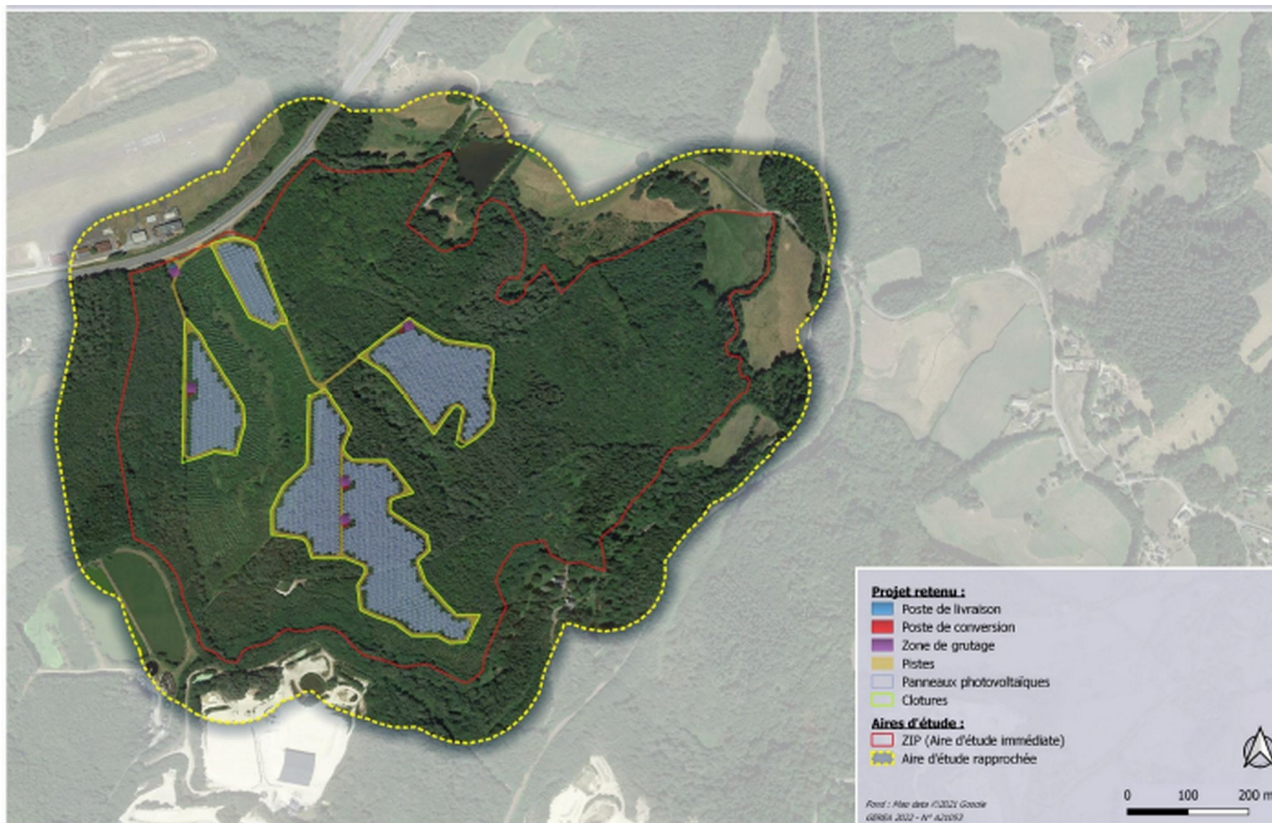 Projet retenu :
Poste de livraison
Poste de conversion
Zone de grutage
Pistes
Panneaux photovoltaïques
Clotures
Aires d'étude :
ZIP (Aire d'étude immédiate)
Aire d'étude rapprochée
0 100 200 m
Fond : Map data ©2021 Google
GEREA 2022 - N° A21053